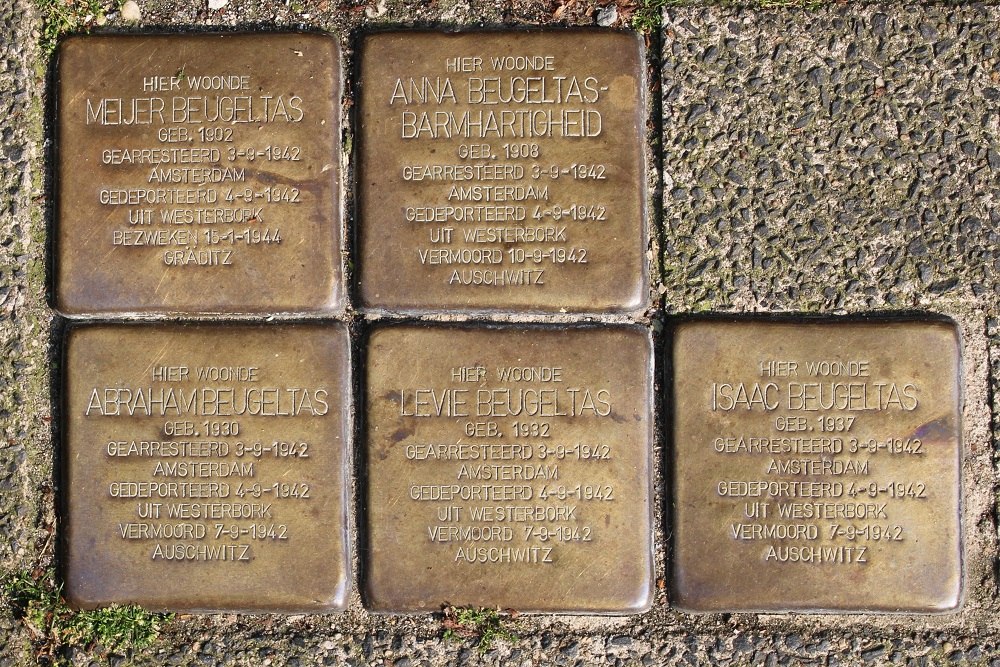 HIER WOONDE
MEIJER BEUGELTAS
GEB. 1902
GEARRESTEERD 3-9-1942
AMSTERDAM
GEDEPORTEERD 4-9-1942
UIT WESTERBORK
BEZWEKEN 15-1-1944
GRÄDITZ
HIER WOONDE
ANNA BEUGELTAS-
BARMHARTIGHEID
GEB. 1908
GEARRESTEERD 3-9-1942
AMSTERDAM
GEDEPORTEERD 4-9-1942
UIT WESTERBORK
VERMOORD 10-9-1942
AUSCHWITZ
HIER WOONDE
ABRAHAM BEUGELTAS
GEB. 1930
GEARRESTEERD 3-9-1942
AMSTERDAM
GEDEPORTEERD 4-9-1942
UIT WESTERBORK
VERMOORD 7-9-1942
AUSCHWITZ
HIER WOONDE
LEVIE BEUGELTAS
GEB. 1932
GEARRESTEERD 3-9-1942
AMSTERDAM
GEDEPORTEERD 4-9-1942
UIT WESTERBORK
VERMOORD 7-9-1942
AUSCHWITZ
HIER WOONDE
ISAAC BEUGELTAS
GEB. 1937
GEARRESTEERD 3-9-1942
AMSTERDAM
GEDEPORTEERD 4-9-1942
UIT WESTERBORK
VERMOORD 7-9-1942
AUSCHWITZ